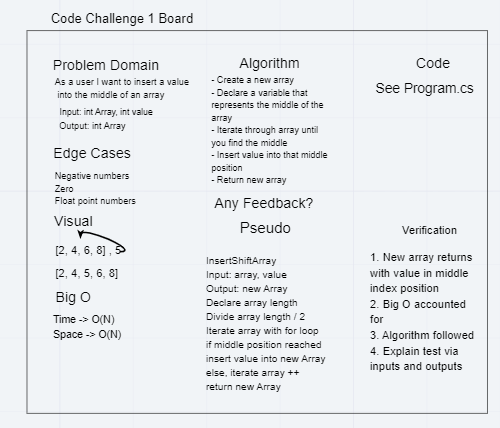 Code Challenge 1 Board
Problem Domain
As a user I want to insert a value
into the middle of an array
Input: int Array, int value
Output: int Array
Edge Cases
Negative numbers
Zero
Float point numbers
Visual
[2, 4, 6, 8] , 5
[2, 4, 5, 6, 8]
Big O
Time -> O(N)
Space -> O(N)
Algorithm
- Create a new array
- Declare a variable that
represents the middle of the
array
- Iterate through array until
you find the middle
- Insert value into that middle
position
- Return new array
Any Feedback?
Pseudo
InsertShiftArray
Input: array, value
Output: new Array
Declare array length
Divide array length / 2
Iterate array with for loop
if middle position reached
insert value into new Array
else, iterate array ++
return new Array
Code
See Program.cs
Verification
1. New array returns
with value in middle
index position
2. Big O accounted
for
3. Algorithm followed
4. Explain test via
inputs and outputs